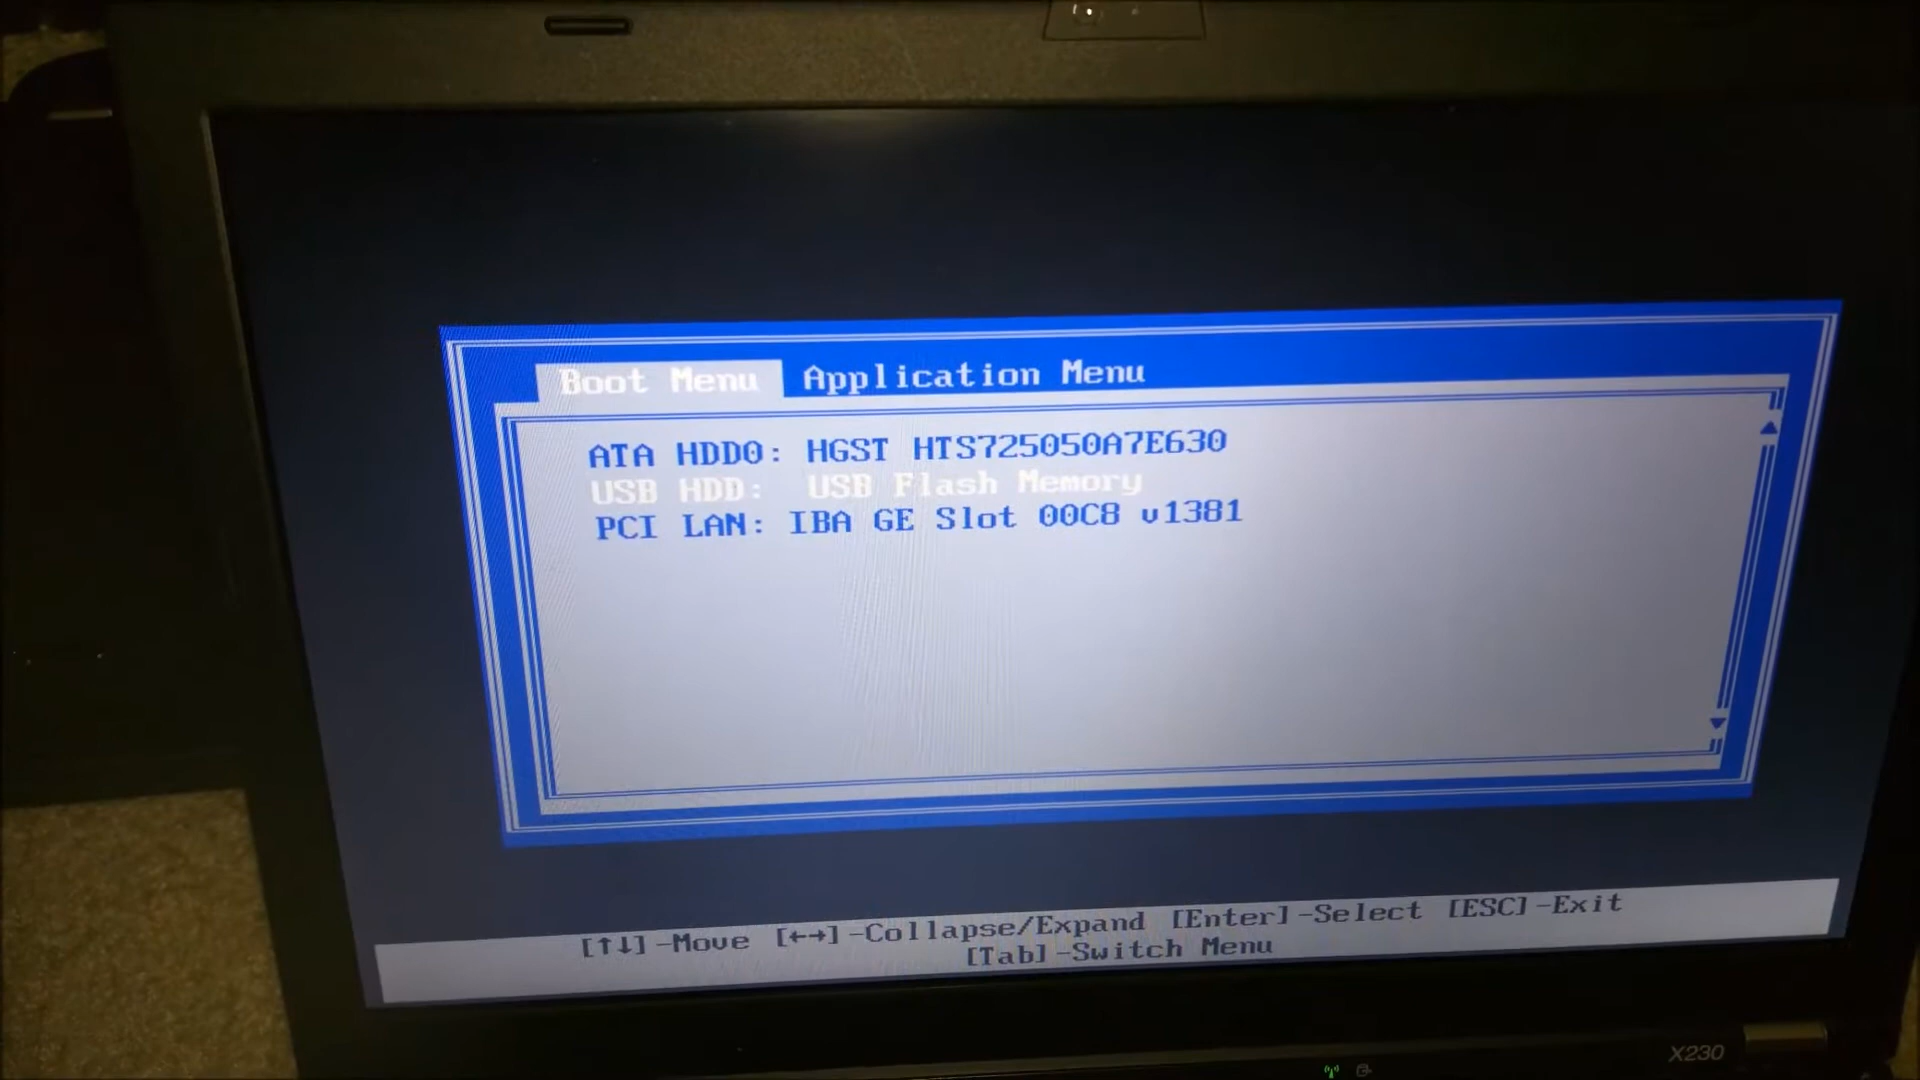 Boot Menu Application Menu
ATA HDD0: HGST HTS725050A7E630
USB HDD: USB Flash Memory
PCI LAN: IBA GE Slot 00C8 v1381
[↑↓]-Move [←→]-Collapse/Expand [Enter]-Select [ESC]-Exit
[Tab]-Switch Menu
X230